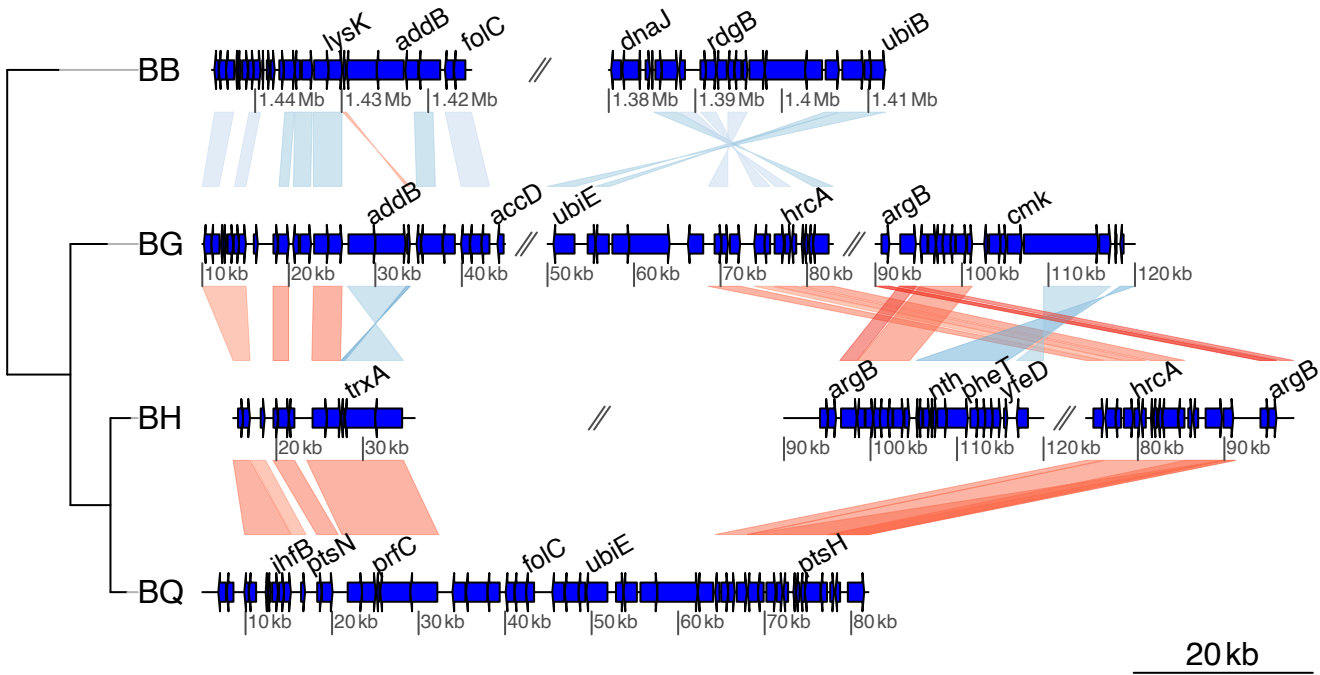 lysK addB folC dnaJ rdgB ubiB
BB
1.44 Mb 1.43 Mb 1.42 Mb // 1.38 Mb 1.39 Mb 1.4 Mb 1.41 Mb
addB accD ubiE hrcA argB cmk
BG
10 kb 20 kb 30 kb 40 kb // 50 kb 60 kb 70 kb 80 kb // 90 kb 100 kb 110 kb 120 kb
trxA argB nth pheT yfeD hrcA argB
BH
20 kb 30 kb // 90 kb 100 kb 110 kb 120 kb // 80 kb 90 kb
ihfB ptsN prfC folC ubiE ptsH
BQ
10 kb 20 kb 30 kb 40 kb 50 kb 60 kb 70 kb 80 kb
20 kb